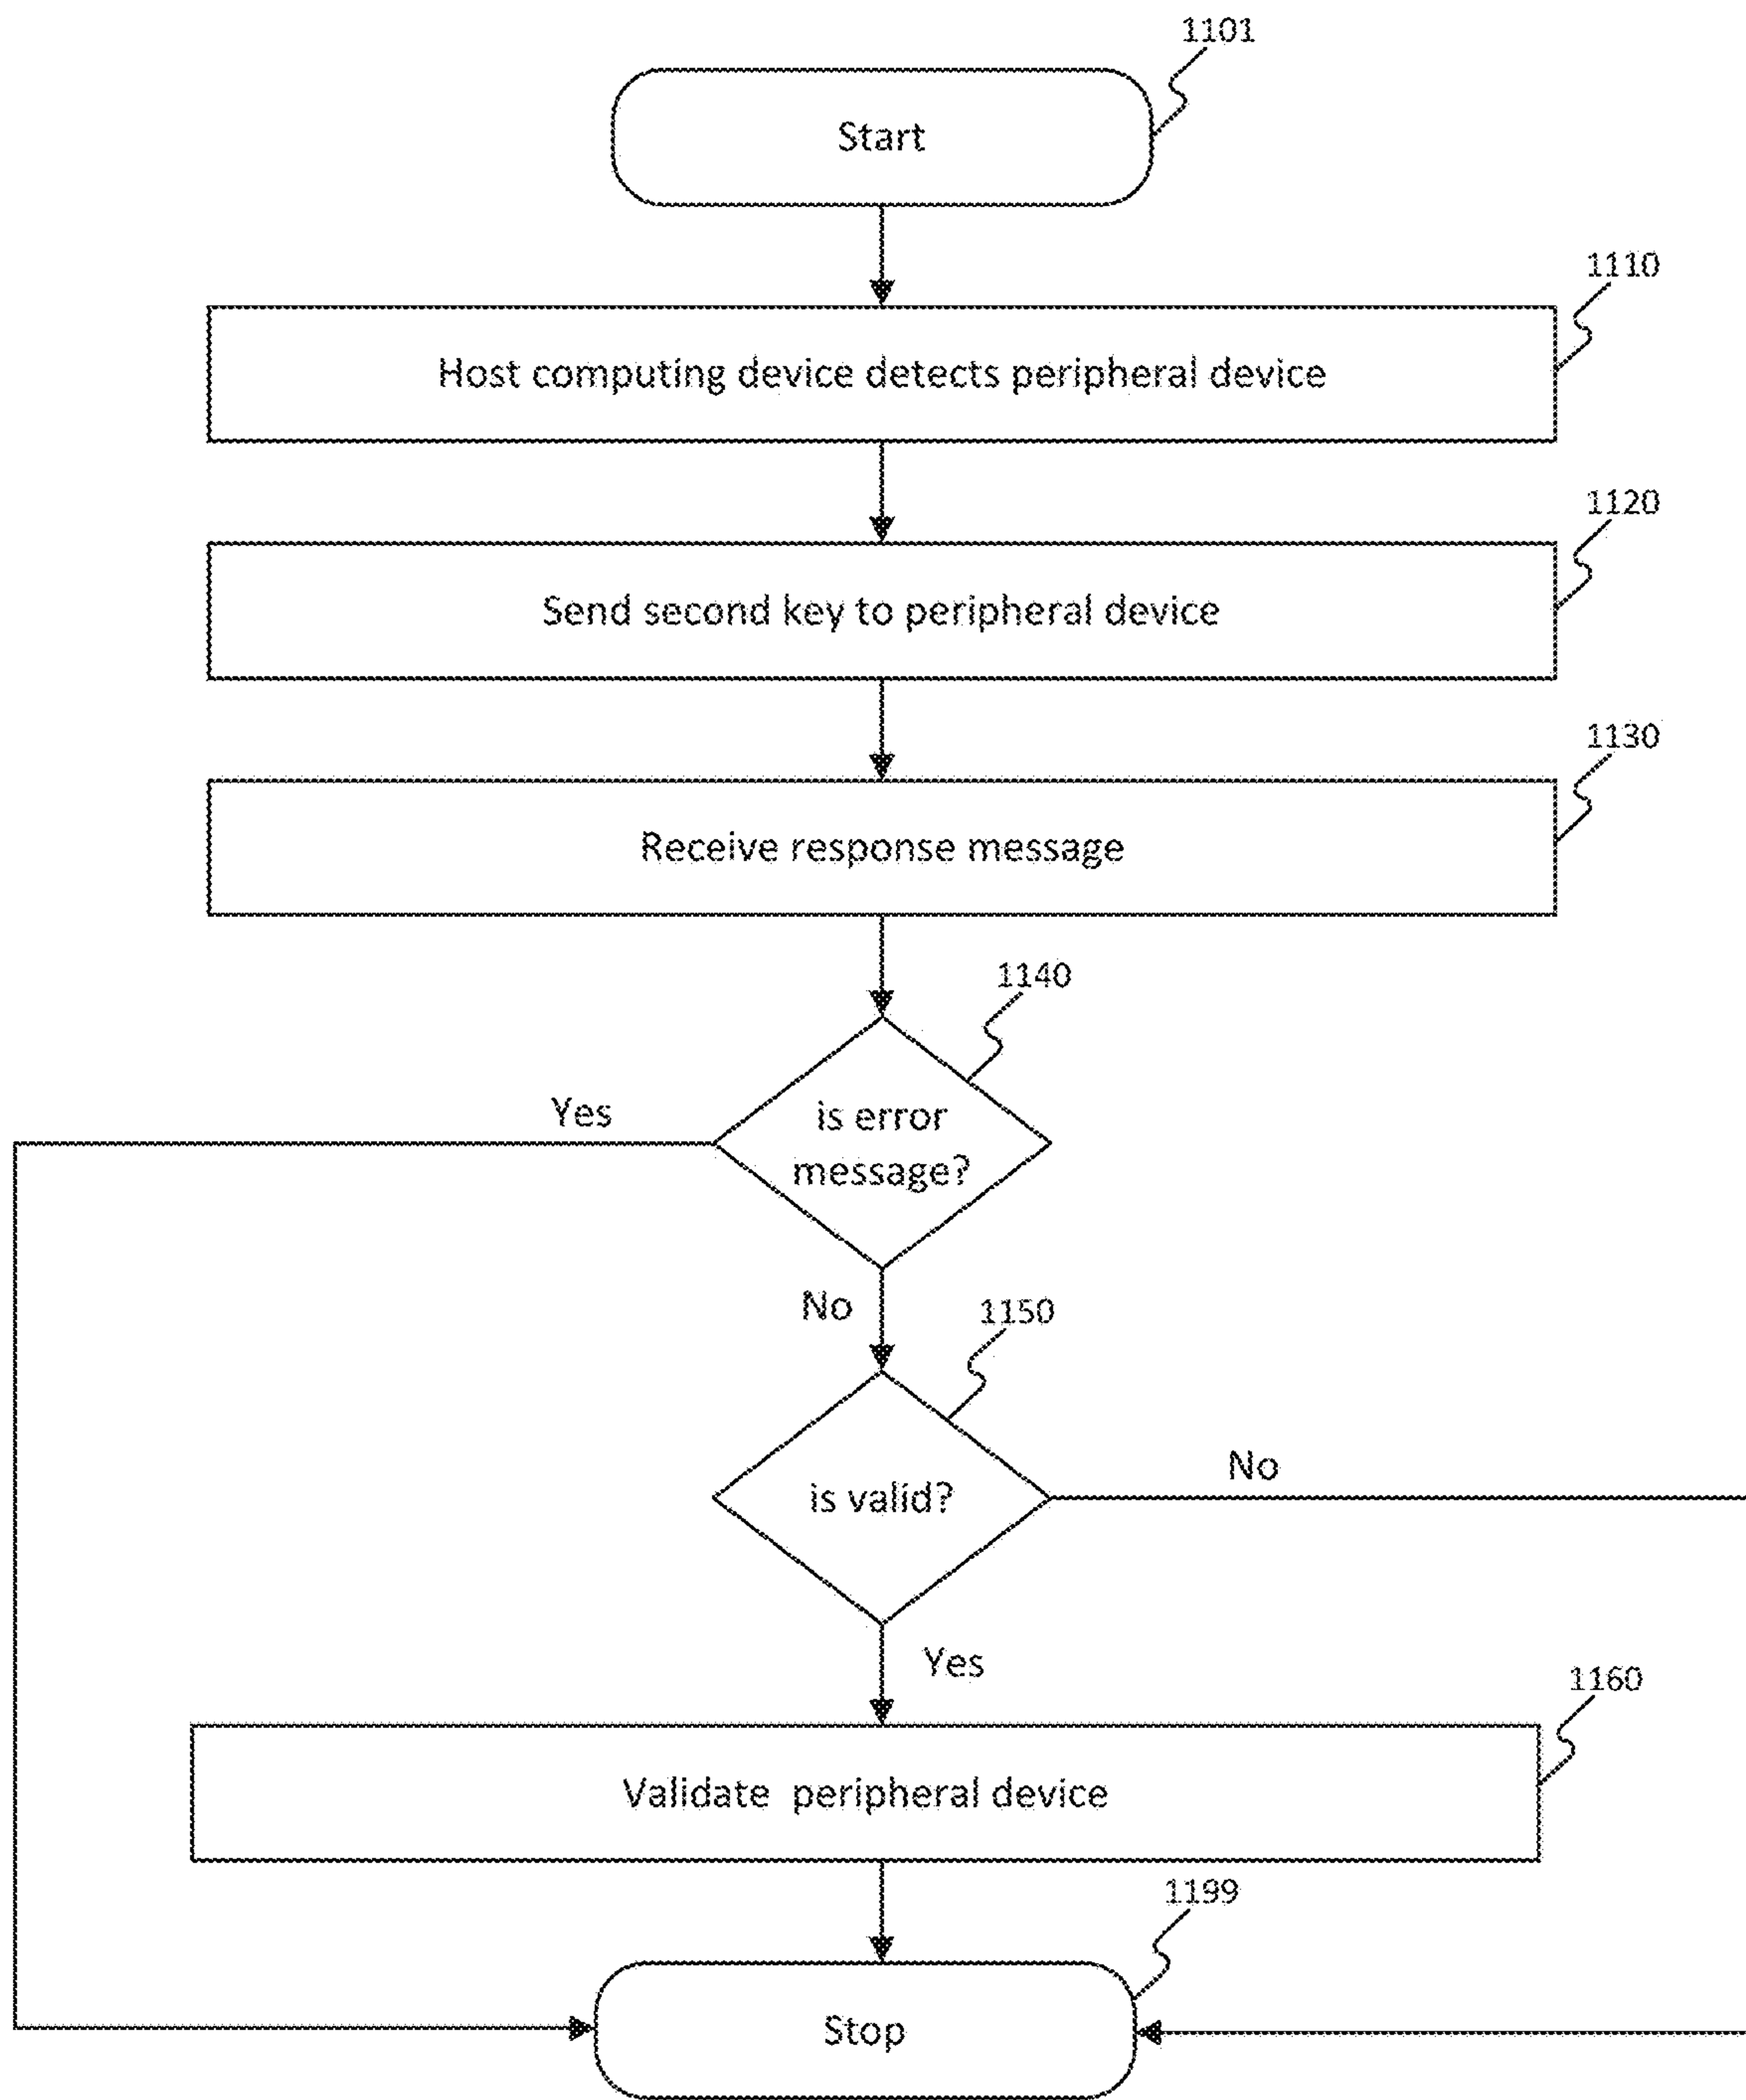 1101
Start
1110
Host computing device detects peripheral device
1120
Send second key to peripheral device
1130
Receive response message
1140
Yes
is error
message?
No
1150
No
is valid?
Yes
1160
Validate peripheral device
1199
Stop